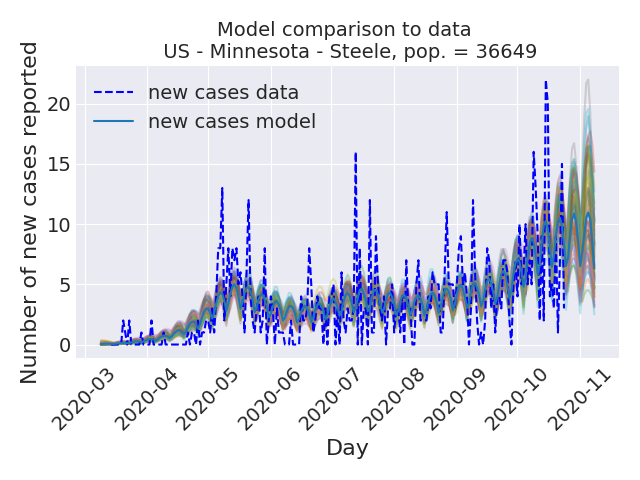 Model comparison to data
US - Minnesota - Steele, pop. = 36649
Number of new cases reported
20
15
10
5
0
new cases data
new cases model
2020-03
2020-04
2020-05
2020-06
2020-07
2020-08
2020-09
2020-10
2020-11
Day